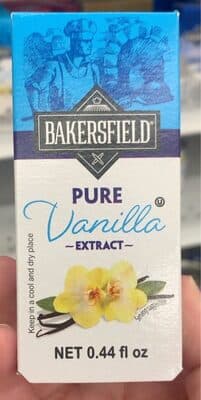 BAKERSFIELD
PURE
Vanilla
EXTRACT
Keep in a cool and dry place
NET 0.44 fl oz